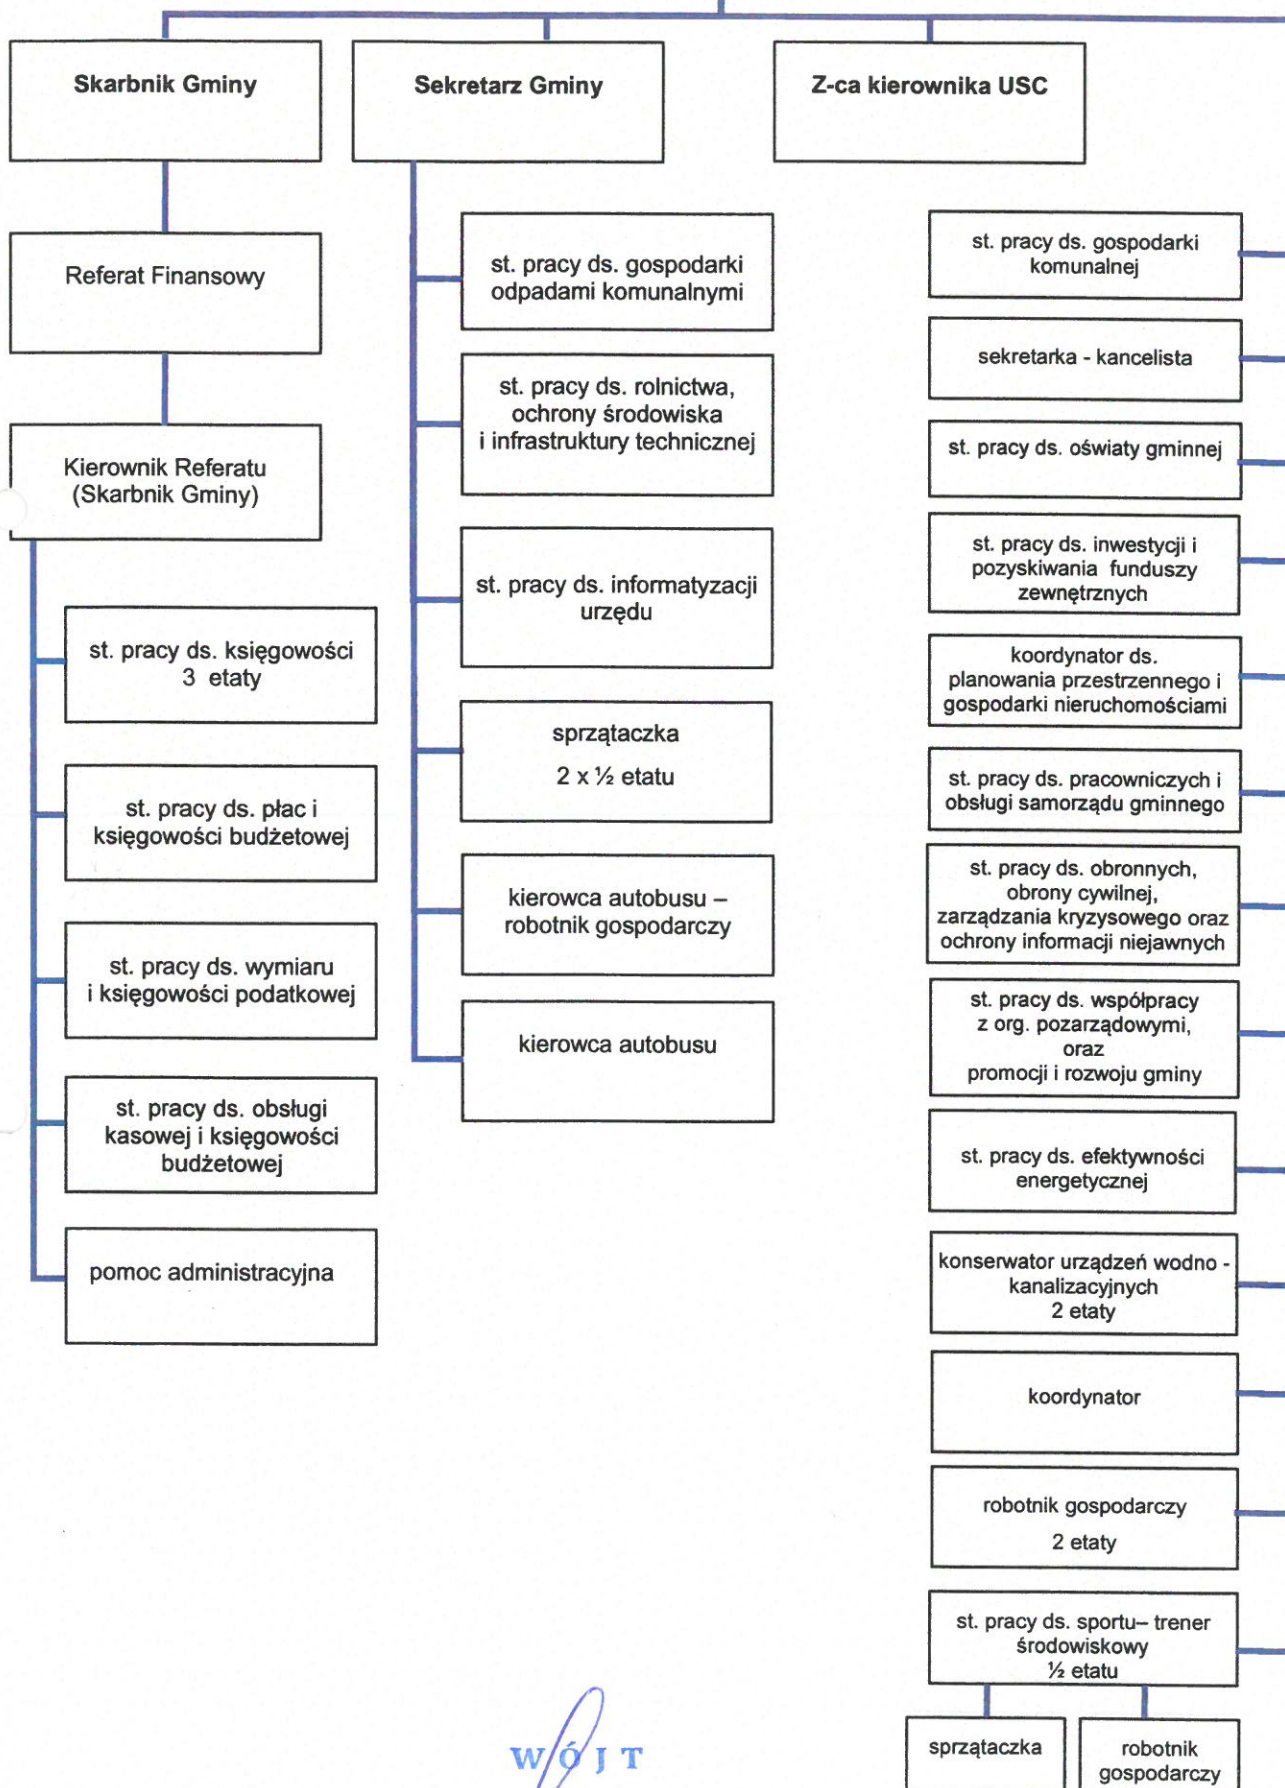 Skarbnik Gminy
Sekretarz Gminy
Z-ca kierownika USC
Referat Finansowy
Kierownik Referatu
(Skarbnik Gminy)
st. pracy ds. księgowości
3 etaty
st. pracy ds. płac i
księgowości budżetowej
st. pracy ds. wymiaru
i księgowości podatkowej
st. pracy ds. obsługi
kasowej i księgowości
budżetowej
pomoc administracyjna
st. pracy ds. gospodarki
odpadami komunalnymi
st. pracy ds. rolnictwa,
ochrony środowiska
i infrastruktury technicznej
st. pracy ds. informatyzacji
urzędu
sprzątaczka
2 x ½ etatu
kierowca autobusu –
robotnik gospodarczy
kierowca autobusu
st. pracy ds. gospodarki
komunalnej
sekretarka - kancelista
st. pracy ds. oświaty gminnej
st. pracy ds. inwestycji i
pozyskiwania funduszy
zewnętrznych
koordynator ds.
planowania przestrzennego i
gospodarki nieruchomościami
st. pracy ds. pracowniczych i
obsługi samorządu gminnego
st. pracy ds. obronnych,
obrony cywilnej,
zarządzania kryzysowego oraz
ochrony informacji niejawnych
st. pracy ds. współpracy
z org. pozarządowymi,
oraz
promocji i rozwoju gminy
st. pracy ds. efektywności
energetycznej
konserwator urządzeń wodno -
kanalizacyjnych
2 etaty
koordynator
robotnik gospodarczy
2 etaty
st. pracy ds. sportu– trener
środowiskowy
½ etatu
sprzątaczka
robotnik
gospodarczy
WÓJT